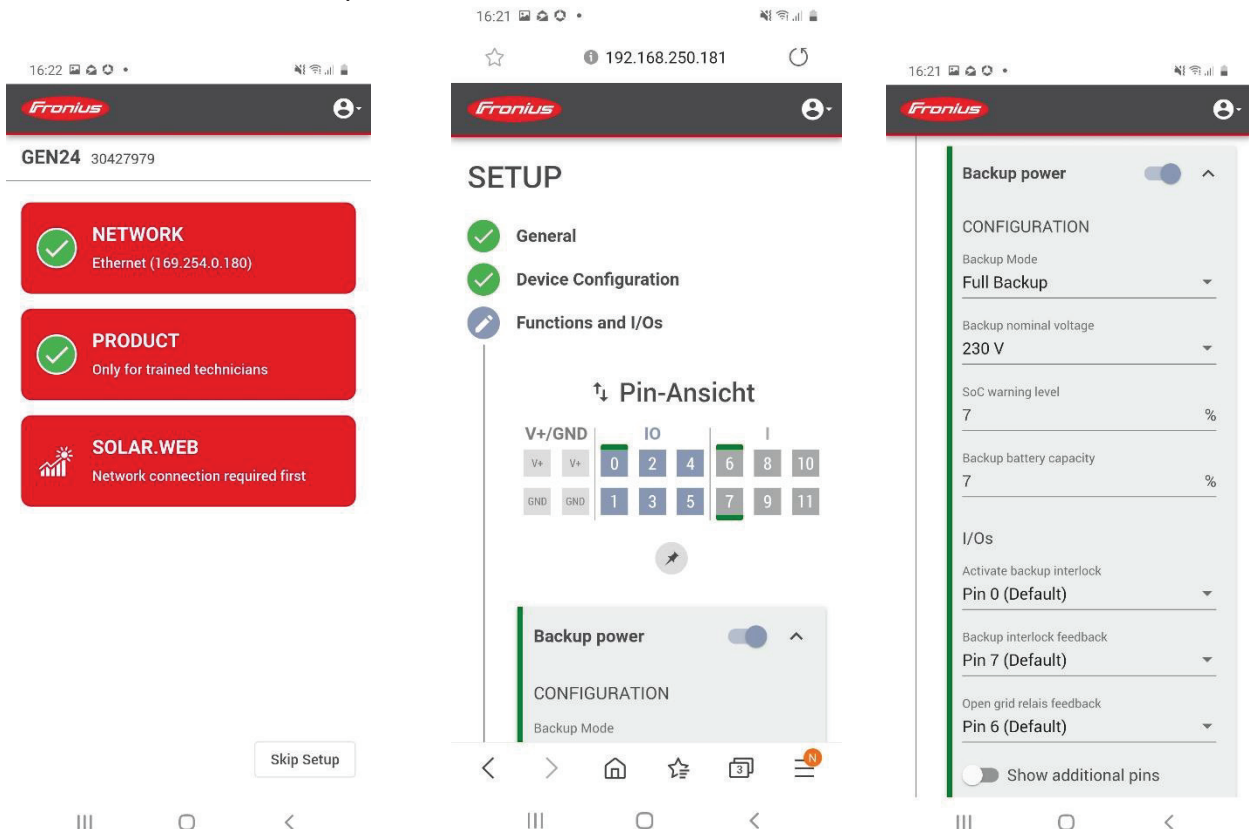 16:22
Fronius
GEN24 30427979
NETWORK
Ethernet (169.254.0.180)
PRODUCT
Only for trained technicians
SOLAR.WEB
Network connection required first
Skip Setup
16:21
192.168.250.181
Fronius
SETUP
General
Device Configuration
Functions and I/Os
Pin-Ansicht
V+/GND IO I
V+ V+ 0 2 4 6 8 10
GND GND 1 3 5 7 9 11
Backup power
CONFIGURATION
Backup Mode
3 N
16:21
Fronius
Backup power
CONFIGURATION
Backup Mode
Full Backup
Backup nominal voltage
230 V
SoC warning level
7 %
Backup battery capacity
7 %
I/Os
Activate backup interlock
Pin 0 (Default)
Backup interlock feedback
Pin 7 (Default)
Open grid relais feedback
Pin 6 (Default)
Show additional pins